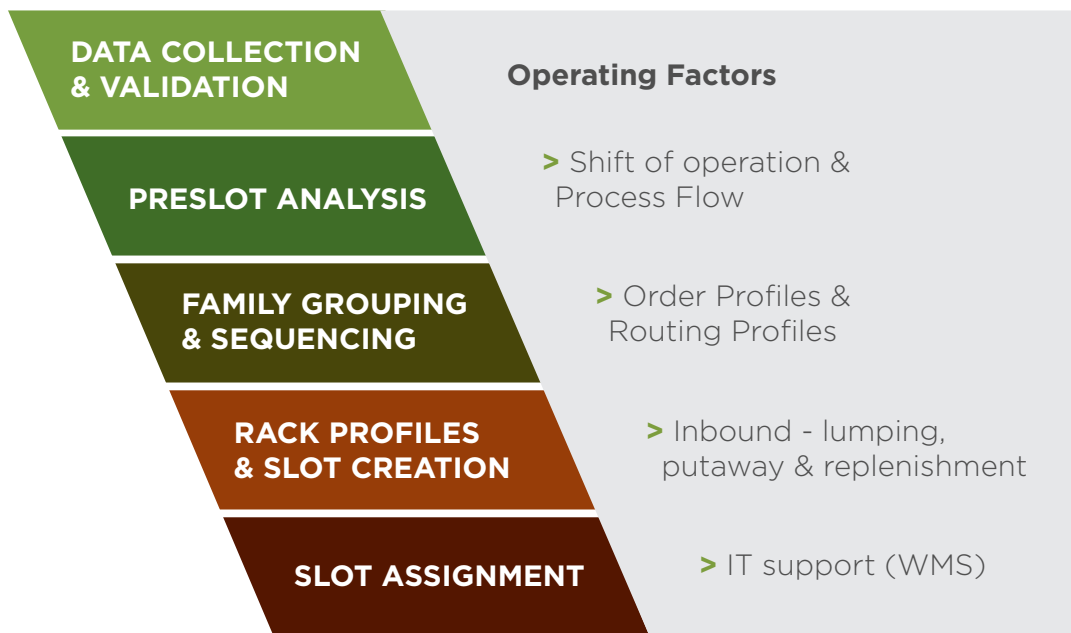 DATA COLLECTION
& VALIDATION
Operating Factors
PRESLOT ANALYSIS
> Shift of operation &
Process Flow
FAMILY GROUPING
& SEQUENCING
> Order Profiles &
Routing Profiles
RACK PROFILES
& SLOT CREATION
> Inbound - lumping,
putaway & replenishment
SLOT ASSIGNMENT
> IT support (WMS)